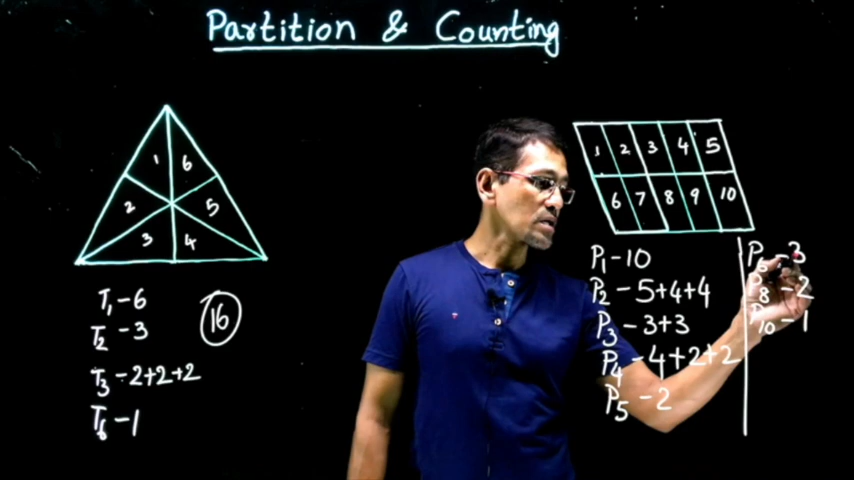 Partition & Counting
1 6
2 5
3 4
T1 - 6
T2 - 3
T3 - 2+2+2
T6 - 1
16
1 2 3 4 5
6 7 8 9 10
P1 - 10
P2 - 5+4+4
P3 - 3+3
P4 - 4+2+2
P5 - 2
P6 - 3
P8 - 2
P10 - 1